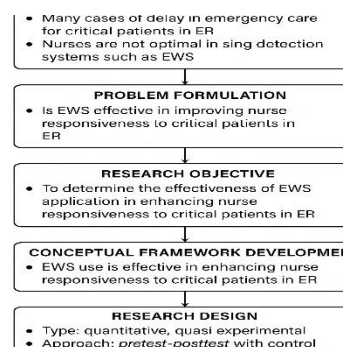 • Many cases of delay in emergency care
for critical patients in ER
• Nurses are not optimal in sing detection
systems such as EWS
PROBLEM FORMULATION
• Is EWS effective in improving nurse
responsiveness to critical patients in
ER
RESEARCH OBJECTIVE
• To determine the effectiveness of EWS
application in enhancing nurse
responsiveness to critical patients in ER
CONCEPTUAL FRAMEWORK DEVELOPME
• EWS use is effective in enhancing nurse
responsiveness to critical patients in ER
RESEARCH DESIGN
• Type: quantitative, quasi experimental
• Approach: pretest-posttest with control